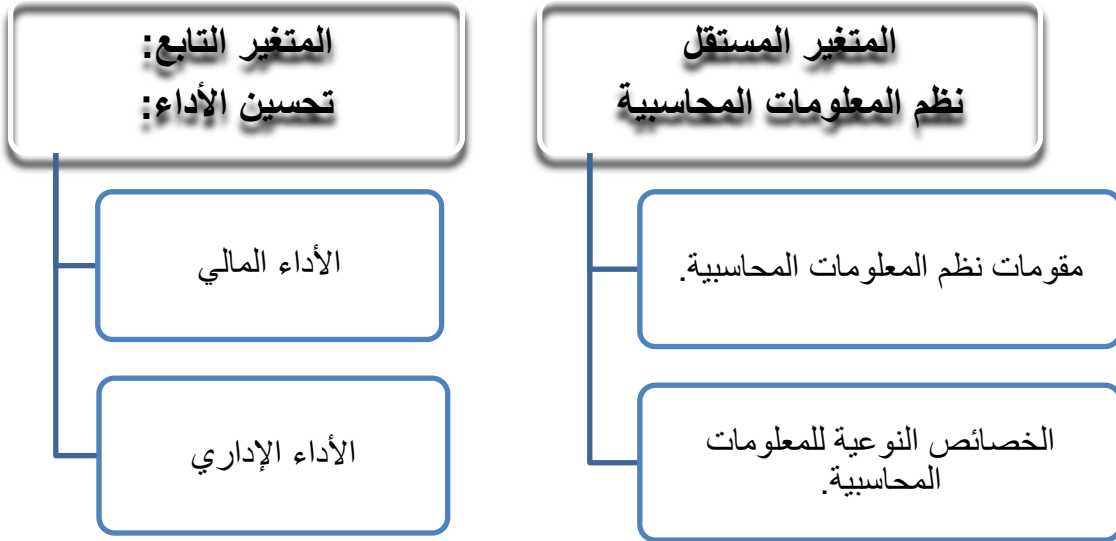 المتغير المستقل
نظم المعلومات المحاسبية
مقومات نظم المعلومات المحاسبية.
الخصائص النوعية للمعلومات
المحاسبية.
المتغير التابع:
تحسين الأداء:
الأداء المالي
الأداء الإداري